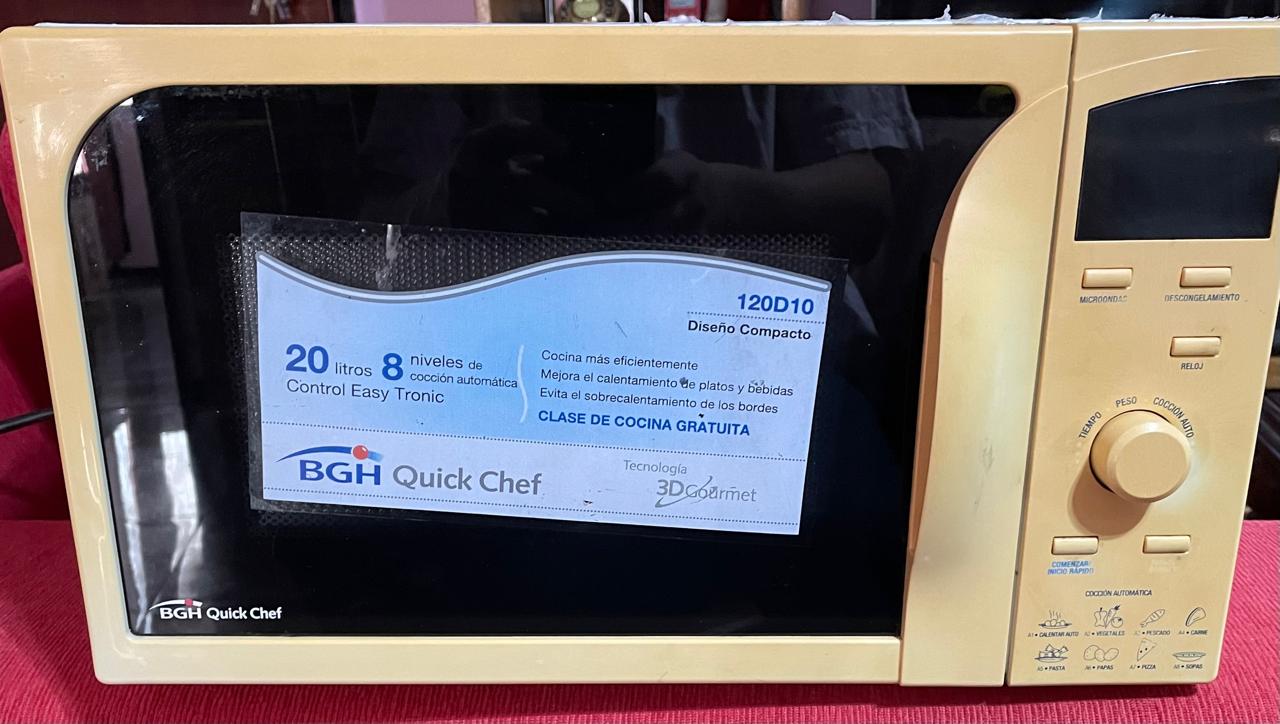 120D10
Diseño Compacto
20 litros 8 niveles de cocción automática
Control Easy Tronic
Cocina más eficientemente
Mejora el calentamiento de platos y bebidas
Evita el sobrecalentamiento de los bordes
CLASE DE COCINA GRATUITA
BGH Quick Chef
Tecnología
3DGourmet
BGH Quick Chef
MICROONDAS
DESCONGELAMIENTO
RELOJ
TIEMPO PESO COCCIÓN AUTO
COMENZAR/
INICIO RÁPIDO
COCCIÓN AUTOMÁTICA
A1 • CALENTAR AUTO A2 • VEGETALES A3 • PESCADO A4 • CARNE
A5 • PASTA A6 • PAPAS A7 • PIZZA A8 • SOPAS